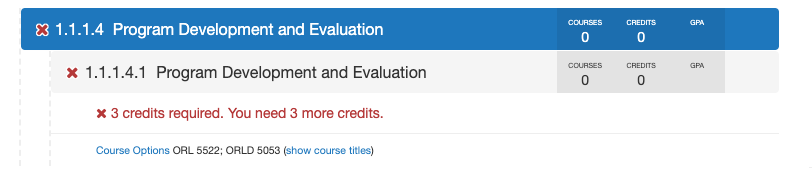 1.1.1.4 Program Development and Evaluation COURSES CREDITS GPA
0 0
1.1.1.4.1 Program Development and Evaluation COURSES CREDITS GPA
0 0
3 credits required. You need 3 more credits.
Course Options ORL 5522; ORLD 5053 (show course titles)